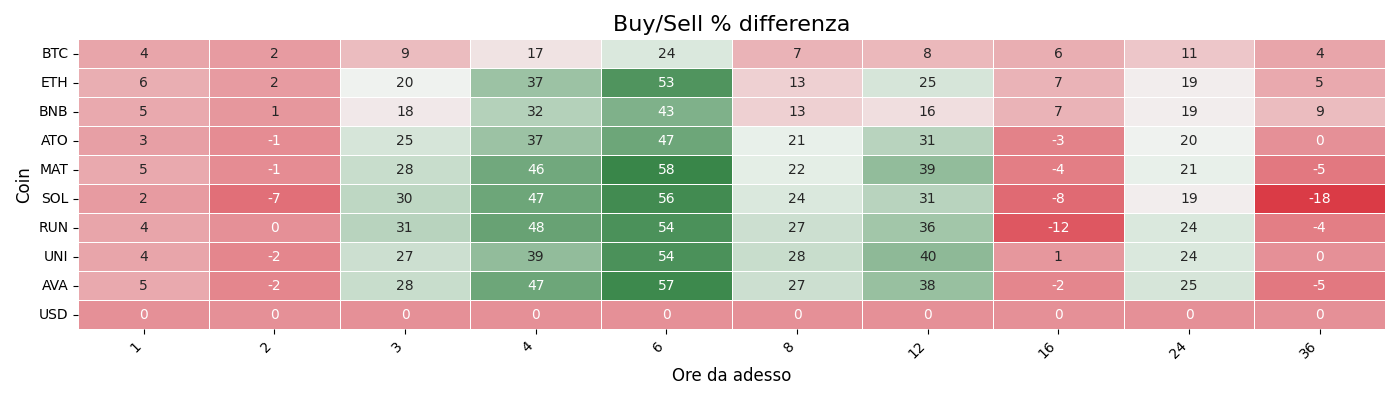 Buy/Sell % differenza
Coin
BTC 4 2 9 17 24 7 8 6 11 4
ETH 6 2 20 37 53 13 25 7 19 5
BNB 5 1 18 32 43 13 16 7 19 9
ATO 3 -1 25 37 47 21 31 -3 20 0
MAT 5 -1 28 46 58 22 39 -4 21 -5
SOL 2 -7 30 47 56 24 31 -8 19 -18
RUN 4 0 31 48 54 27 36 -12 24 -4
UNI 4 -2 27 39 54 28 40 1 24 0
AVA 5 -2 28 47 57 27 38 -2 25 -5
USD 0 0 0 0 0 0 0 0 0 0
1 2 3 4 6 8 12 16 24 36
Ore da adesso